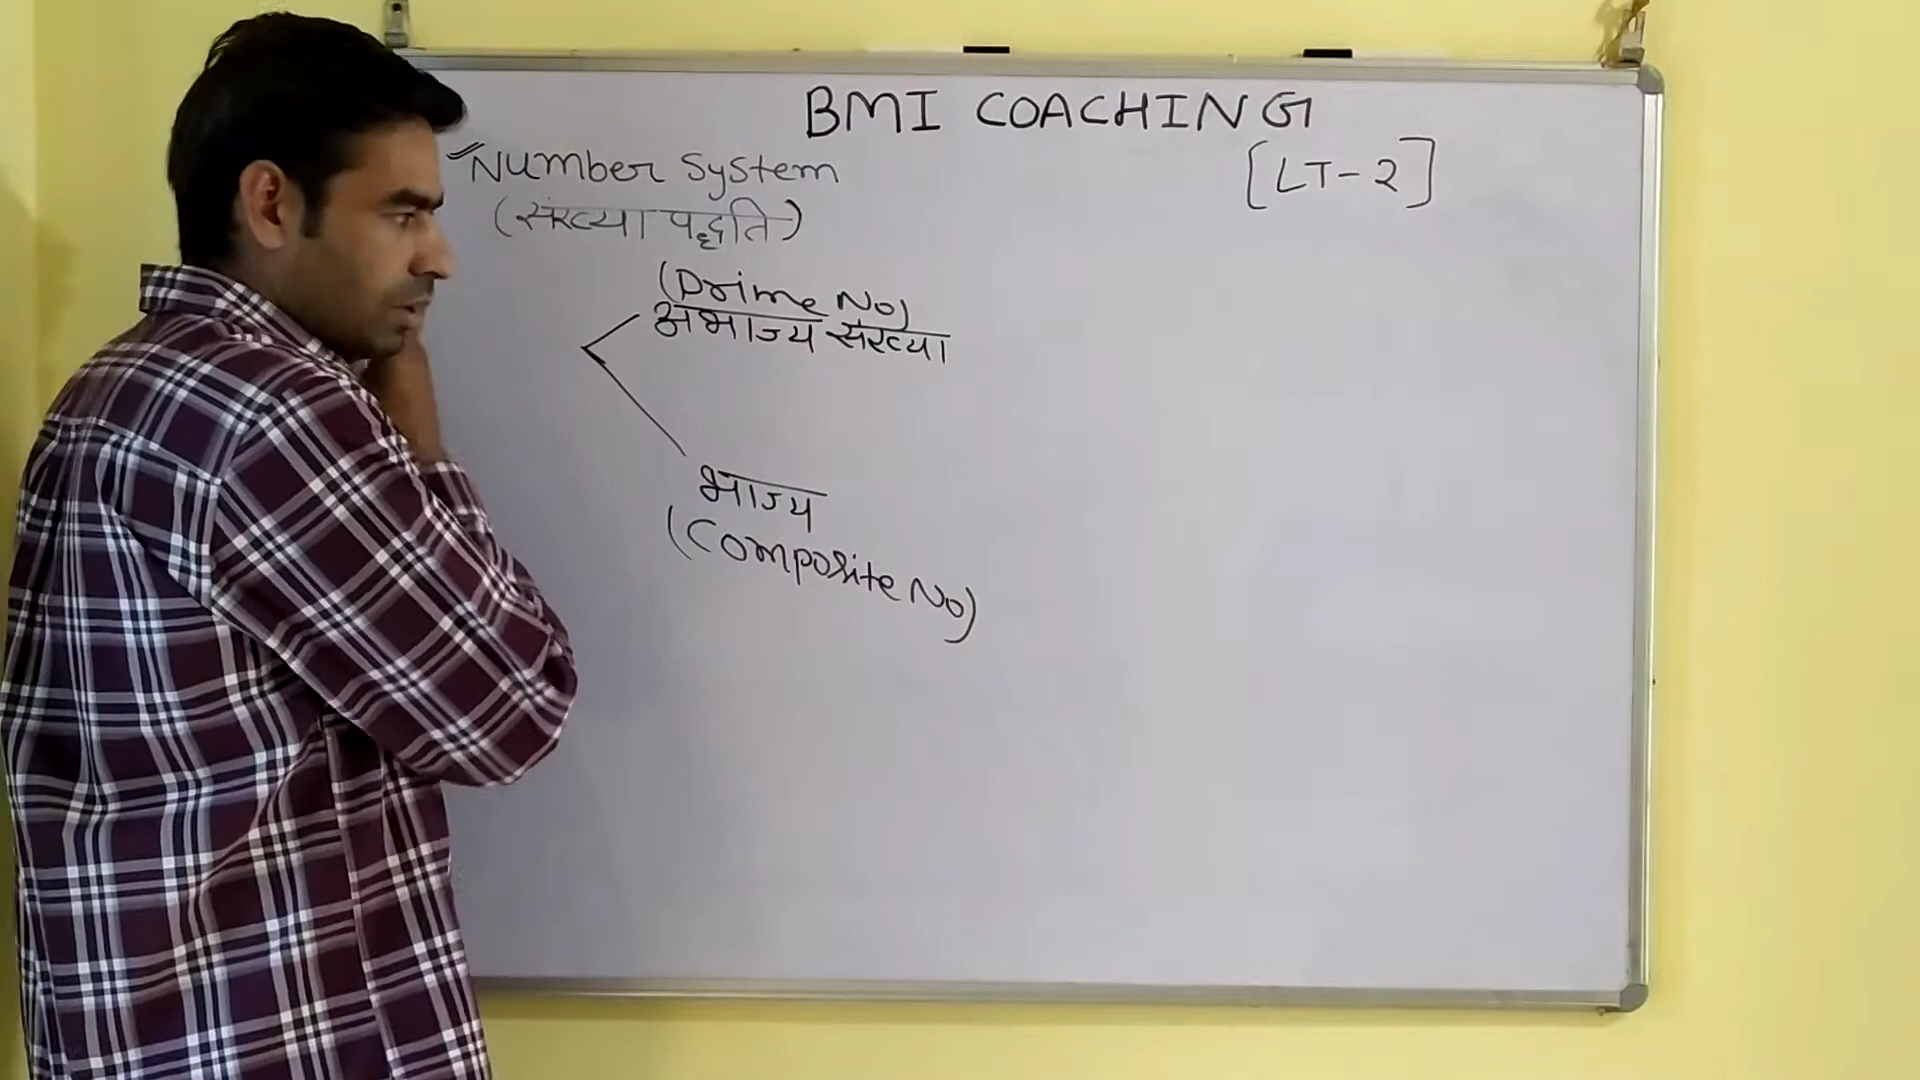 BMI COACHING
[LT-2]
Number System
(संख्या पद्धति)
(Prime No)
अभाज्य संख्या
भाज्य
(Composite No)